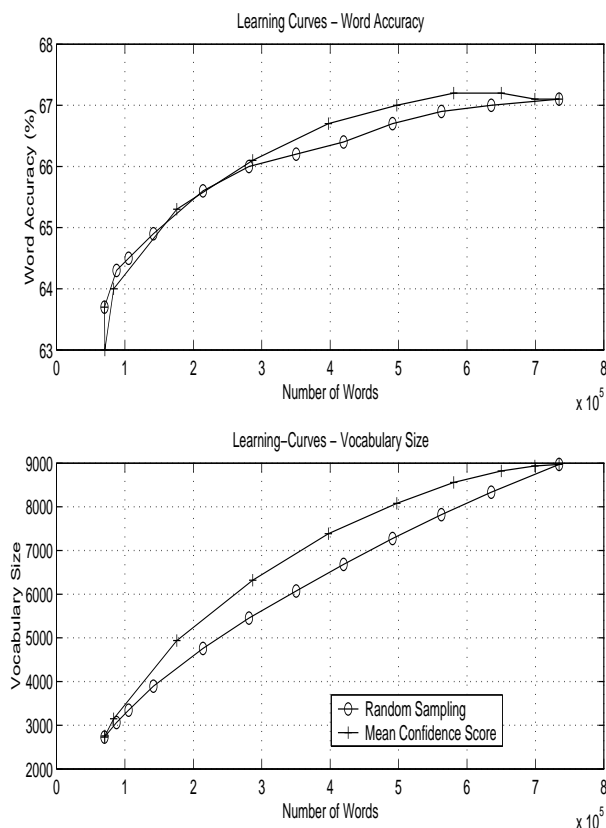 Learning Curves – Word Accuracy
68
67
66
65
64
63
Word Accuracy (%)
0 1 2 3 4 5 6 7 8
Number of Words
x 10^5
Learning–Curves – Vocabulary Size
9000
8000
7000
6000
5000
4000
3000
2000
Vocabulary Size
Random Sampling
Mean Confidence Score
0 1 2 3 4 5 6 7 8
Number of Words
x 10^5